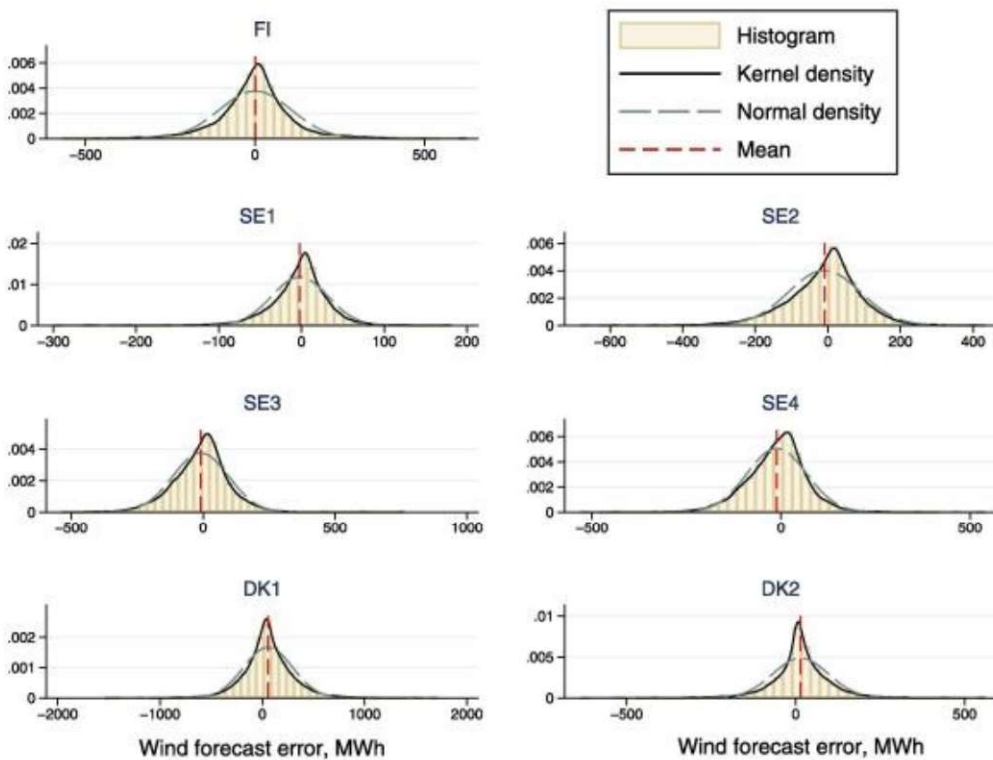 FI
.006
.004
.002
0
−500 0 500
Histogram
Kernel density
Normal density
Mean
SE1
.02
.01
0
−300 −200 −100 0 100 200
SE2
.006
.004
.002
0
−600 −400 −200 0 200 400
SE3
.004
.002
0
−500 0 500 1000
SE4
.006
.004
.002
0
−500 0 500
DK1
.002
.001
0
−2000 −1000 0 1000 2000
Wind forecast error, MWh
DK2
.01
.005
0
−500 0 500
Wind forecast error, MWh